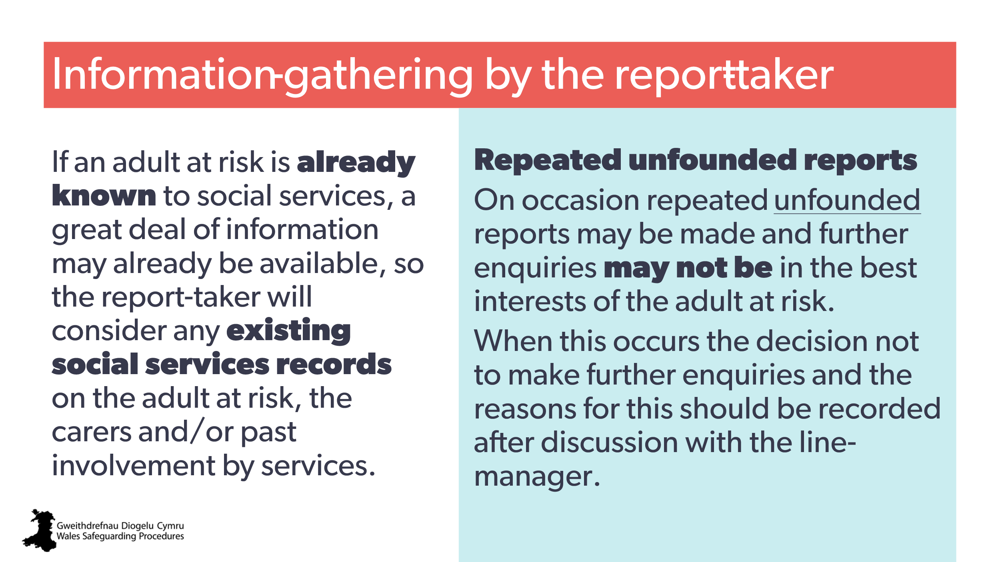 Information-gathering by the report-taker
If an adult at risk is already
known to social services, a
great deal of information
may already be available, so
the report-taker will
consider any existing
social services records
on the adult at risk, the
carers and/or past
involvement by services.
Repeated unfounded reports
On occasion repeated unfounded
reports may be made and further
enquiries may not be in the best
interests of the adult at risk.
When this occurs the decision not
to make further enquiries and the
reasons for this should be recorded
after discussion with the line-
manager.
Gweithdrefnau Diogelu Cymru
Wales Safeguarding Procedures